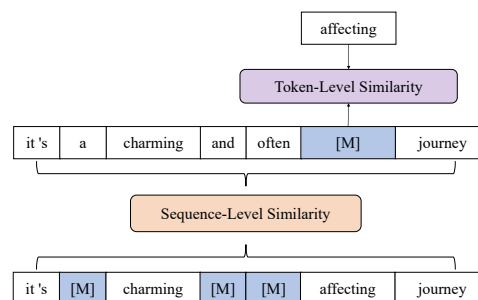 affecting
Token-Level Similarity
it 's a charming and often [M] journey
Sequence-Level Similarity
it's [M] charming [M] [M] affecting journey